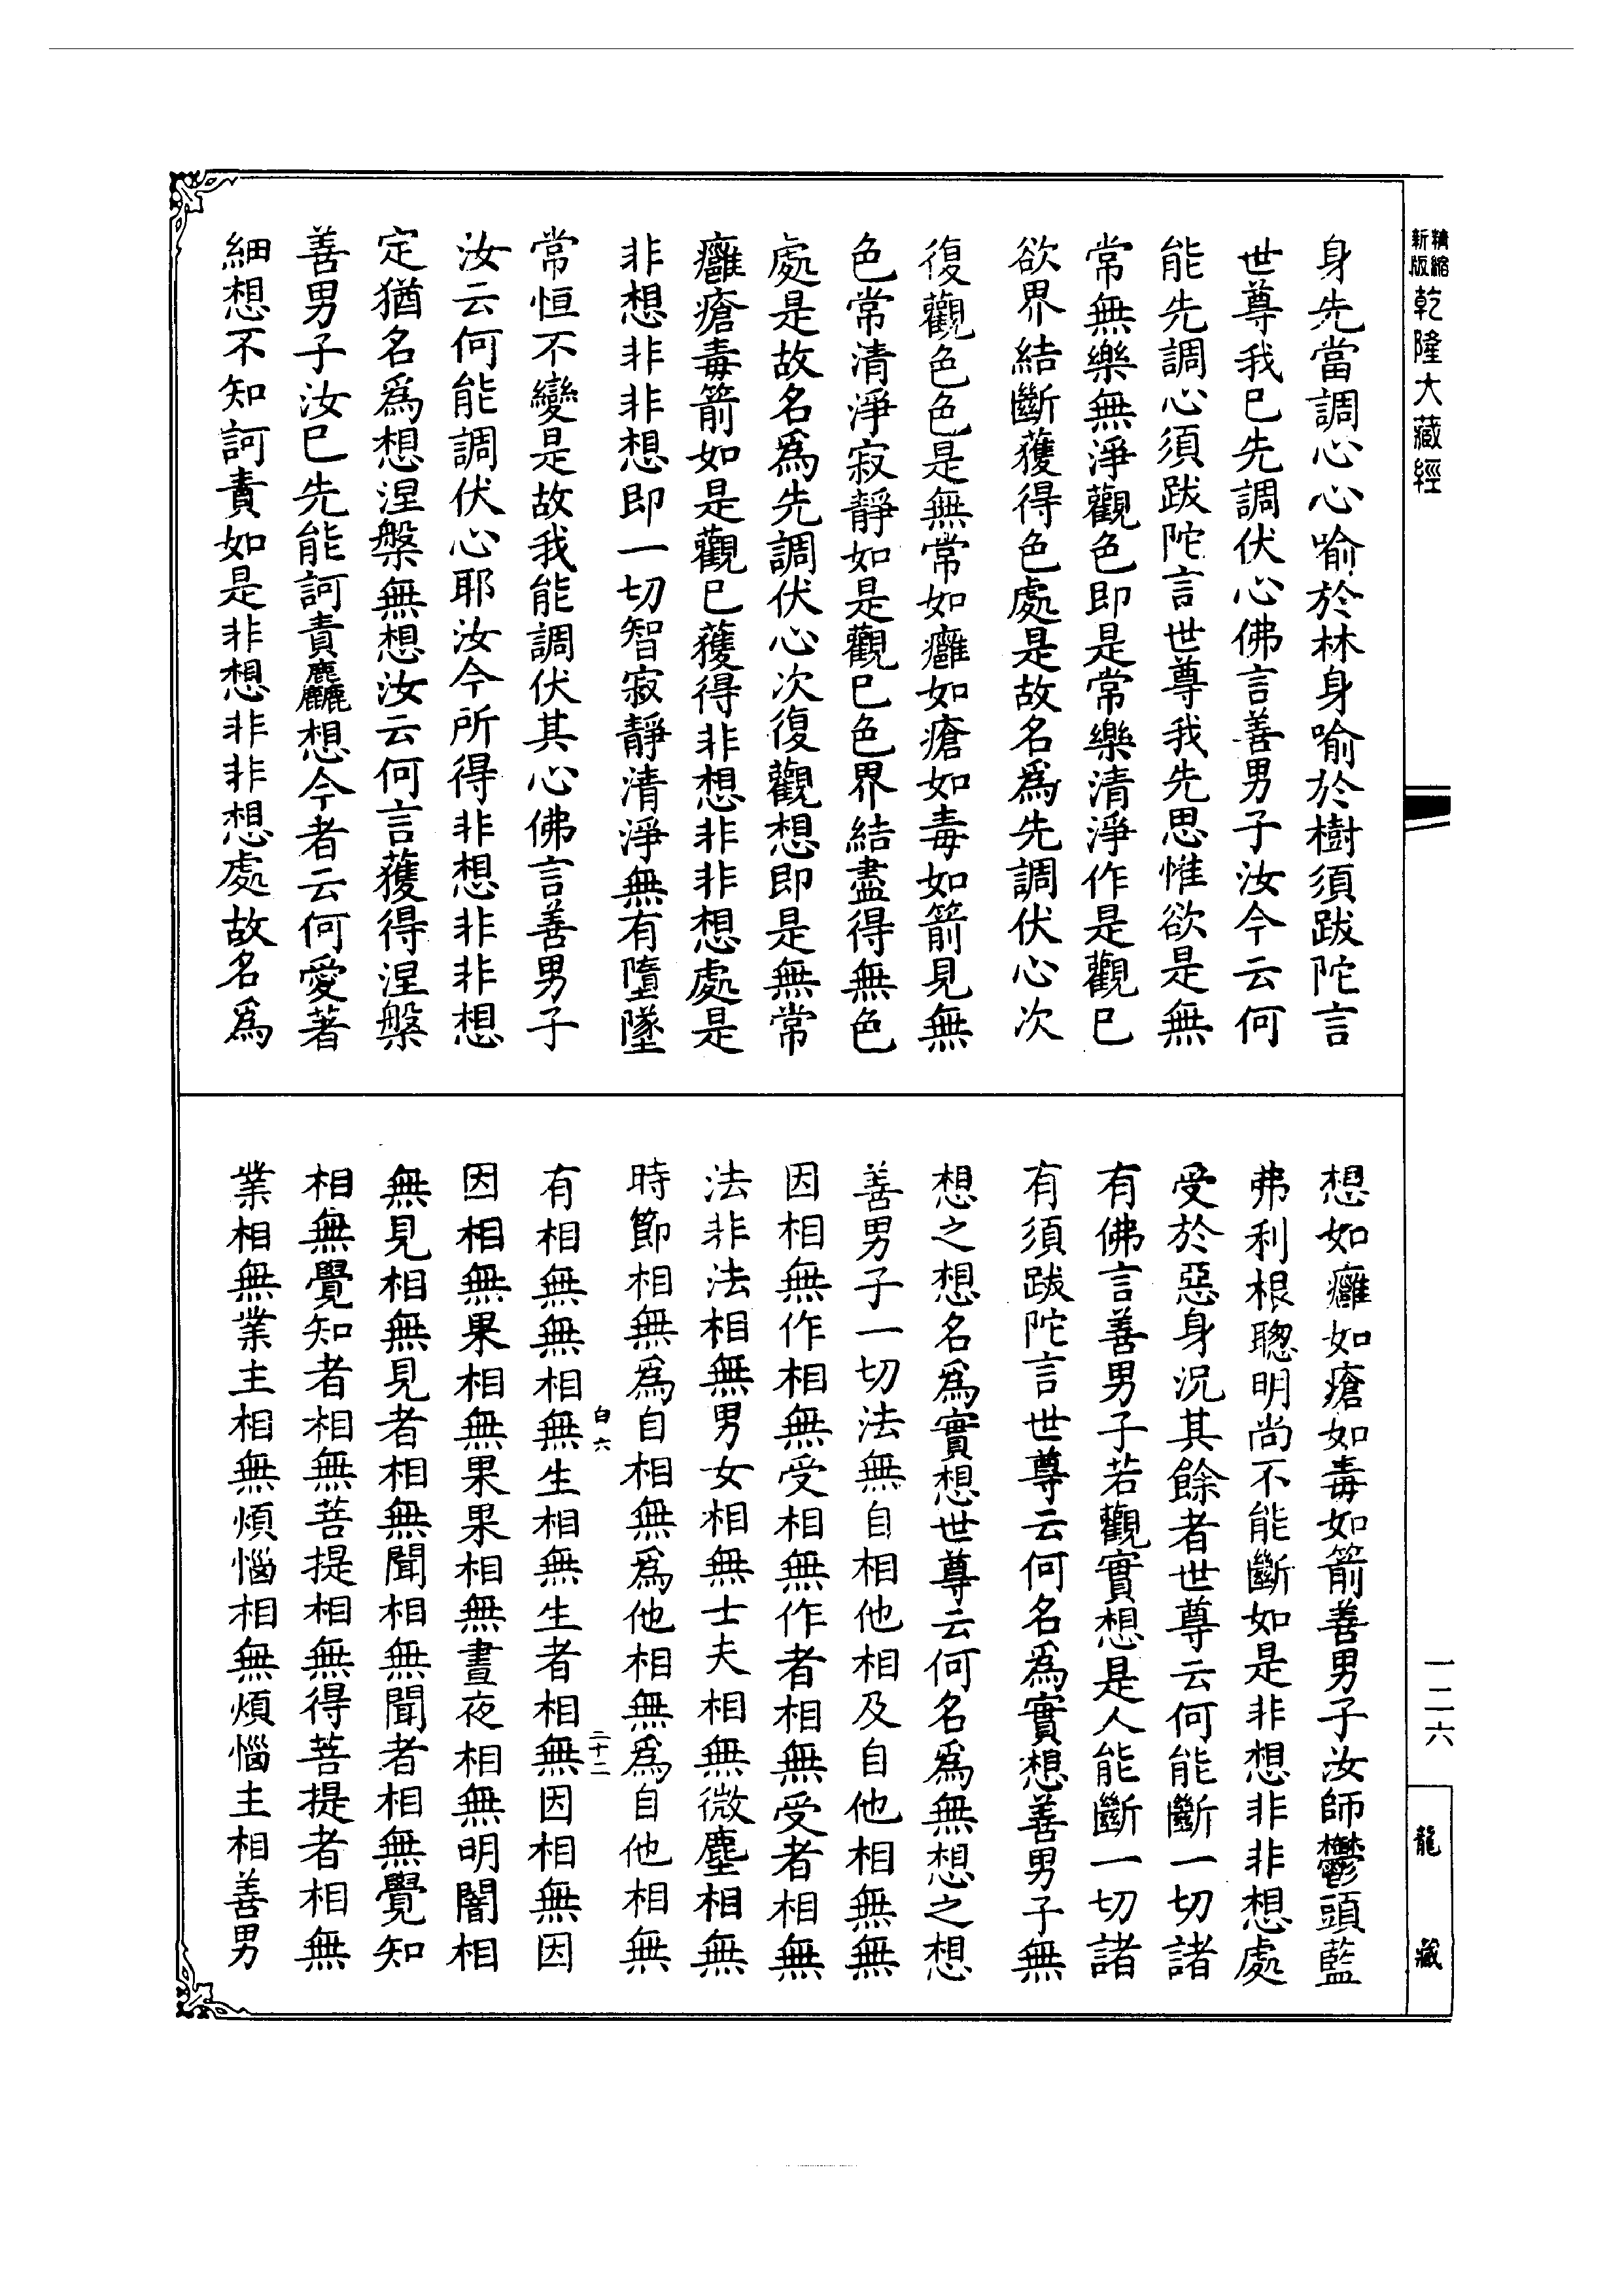 精縮
新版
乾隆大藏經
身先當調心心喻於林身喻於樹須跋陀言
世尊我已先調伏心佛言善男子汝今云何
能先調心須跋陀言世尊我先思惟欲是無
常無樂無淨觀色即是常樂清淨作是觀已
欲界結斷獲得色處是故名為先調伏心次
復觀色色是無常如癰如瘡如毒如箭見無
色常清淨寂靜如是觀已色界結盡得無色
處是故名為先調伏心次復觀想即是無常
癰瘡毒箭如是觀已獲得非想非非想處是
非想非非想即一切智寂靜清淨無有墮墜
常恒不變是故我能調伏其心佛言善男子
汝云何能調伏心耶汝今所得非想非非想
定猶名為想涅槃無想汝云何言獲得涅槃
善男子汝已先能訶責麤想今者云何愛著
細想不知訶責如是非想非非想處故名為
想如癰如瘡如毒如箭善男子汝師鬱頭藍
弗利根聰明尚不能斷如是非想非非想處
受於惡身況其餘者世尊云何能斷一切諸
有佛言善男子若觀實想是人能斷一切諸
有須跋陀言世尊云何名為實想善男子無
想之想名為實想世尊云何名為無想之想
善男子一切法無自相他相及自他相無無
因相無作相無受相無作者相無受者相無
法非法相無男女相無士夫相無微塵相無
時節相無為自相無為他相無為自他相無
白六 二十二
有相無無相無生相無生者相無因相無因
因相無果相無果果相無晝夜相無明闇相
無見相無見者相無聞相無聞者相無覺知
相無覺知者相無菩提相無得菩提者相無
業相無業主相無煩惱相無煩惱主相善男
一二六
龍藏